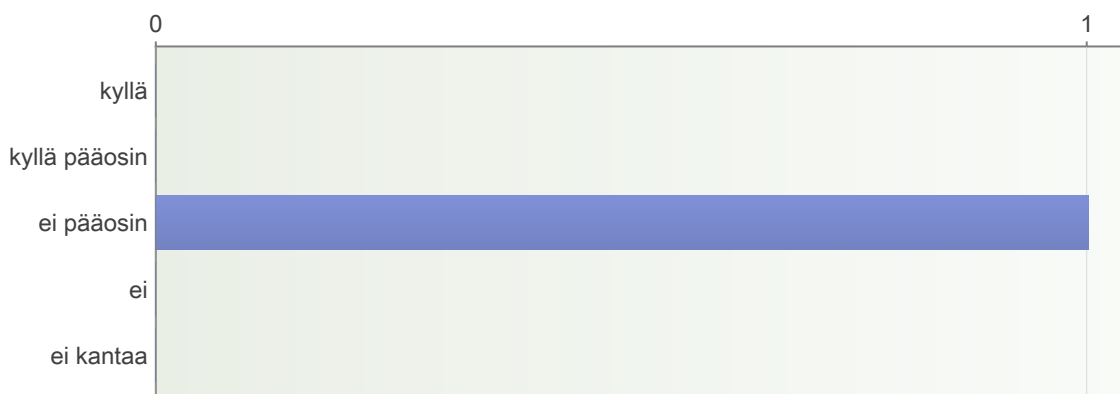 0 1
kyllä
kyllä pääosin
ei pääosin
ei
ei kantaa